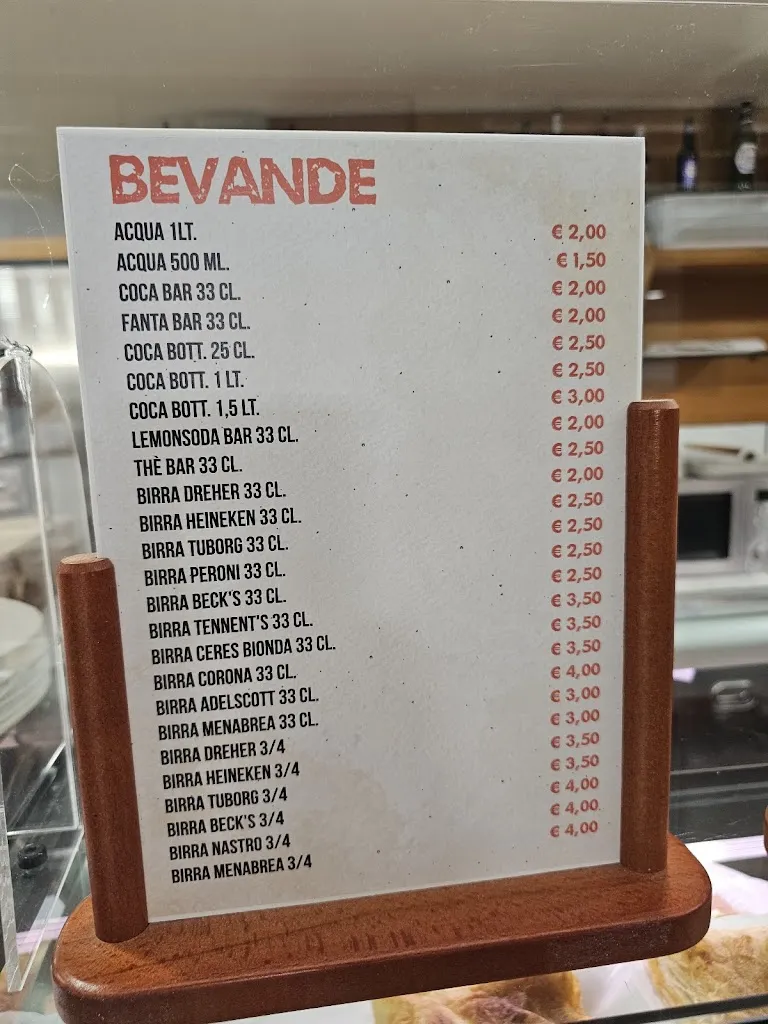 BEVANDE
ACQUA 1LT. € 2,00
ACQUA 500 ML. € 1,50
COCA BAR 33 CL. € 2,00
FANTA BAR 33 CL. € 2,00
COCA BOTT. 25 CL. € 2,50
COCA BOTT. 1 LT. € 2,50
COCA BOTT. 1,5 LT. € 3,00
LEMONSODA BAR 33 CL. € 2,00
THÈ BAR 33 CL. € 2,50
BIRRA DREHER 33 CL. € 2,00
BIRRA HEINEKEN 33 CL. € 2,50
BIRRA TUBORG 33 CL. € 2,50
BIRRA PERONI 33 CL. € 2,50
BIRRA BECK'S 33 CL. € 2,50
BIRRA TENNENT'S 33 CL. € 3,50
BIRRA CERES BIONDA 33 CL. € 3,50
BIRRA CORONA 33 CL. € 3,50
BIRRA ADELSCOTT 33 CL. € 4,00
BIRRA MENABREA 33 CL. € 3,00
BIRRA DREHER 3/4 € 3,00
BIRRA HEINEKEN 3/4 € 3,50
BIRRA TUBORG 3/4 € 3,50
BIRRA BECK'S 3/4 € 4,00
BIRRA NASTRO 3/4 € 4,00
BIRRA MENABREA 3/4 € 4,00